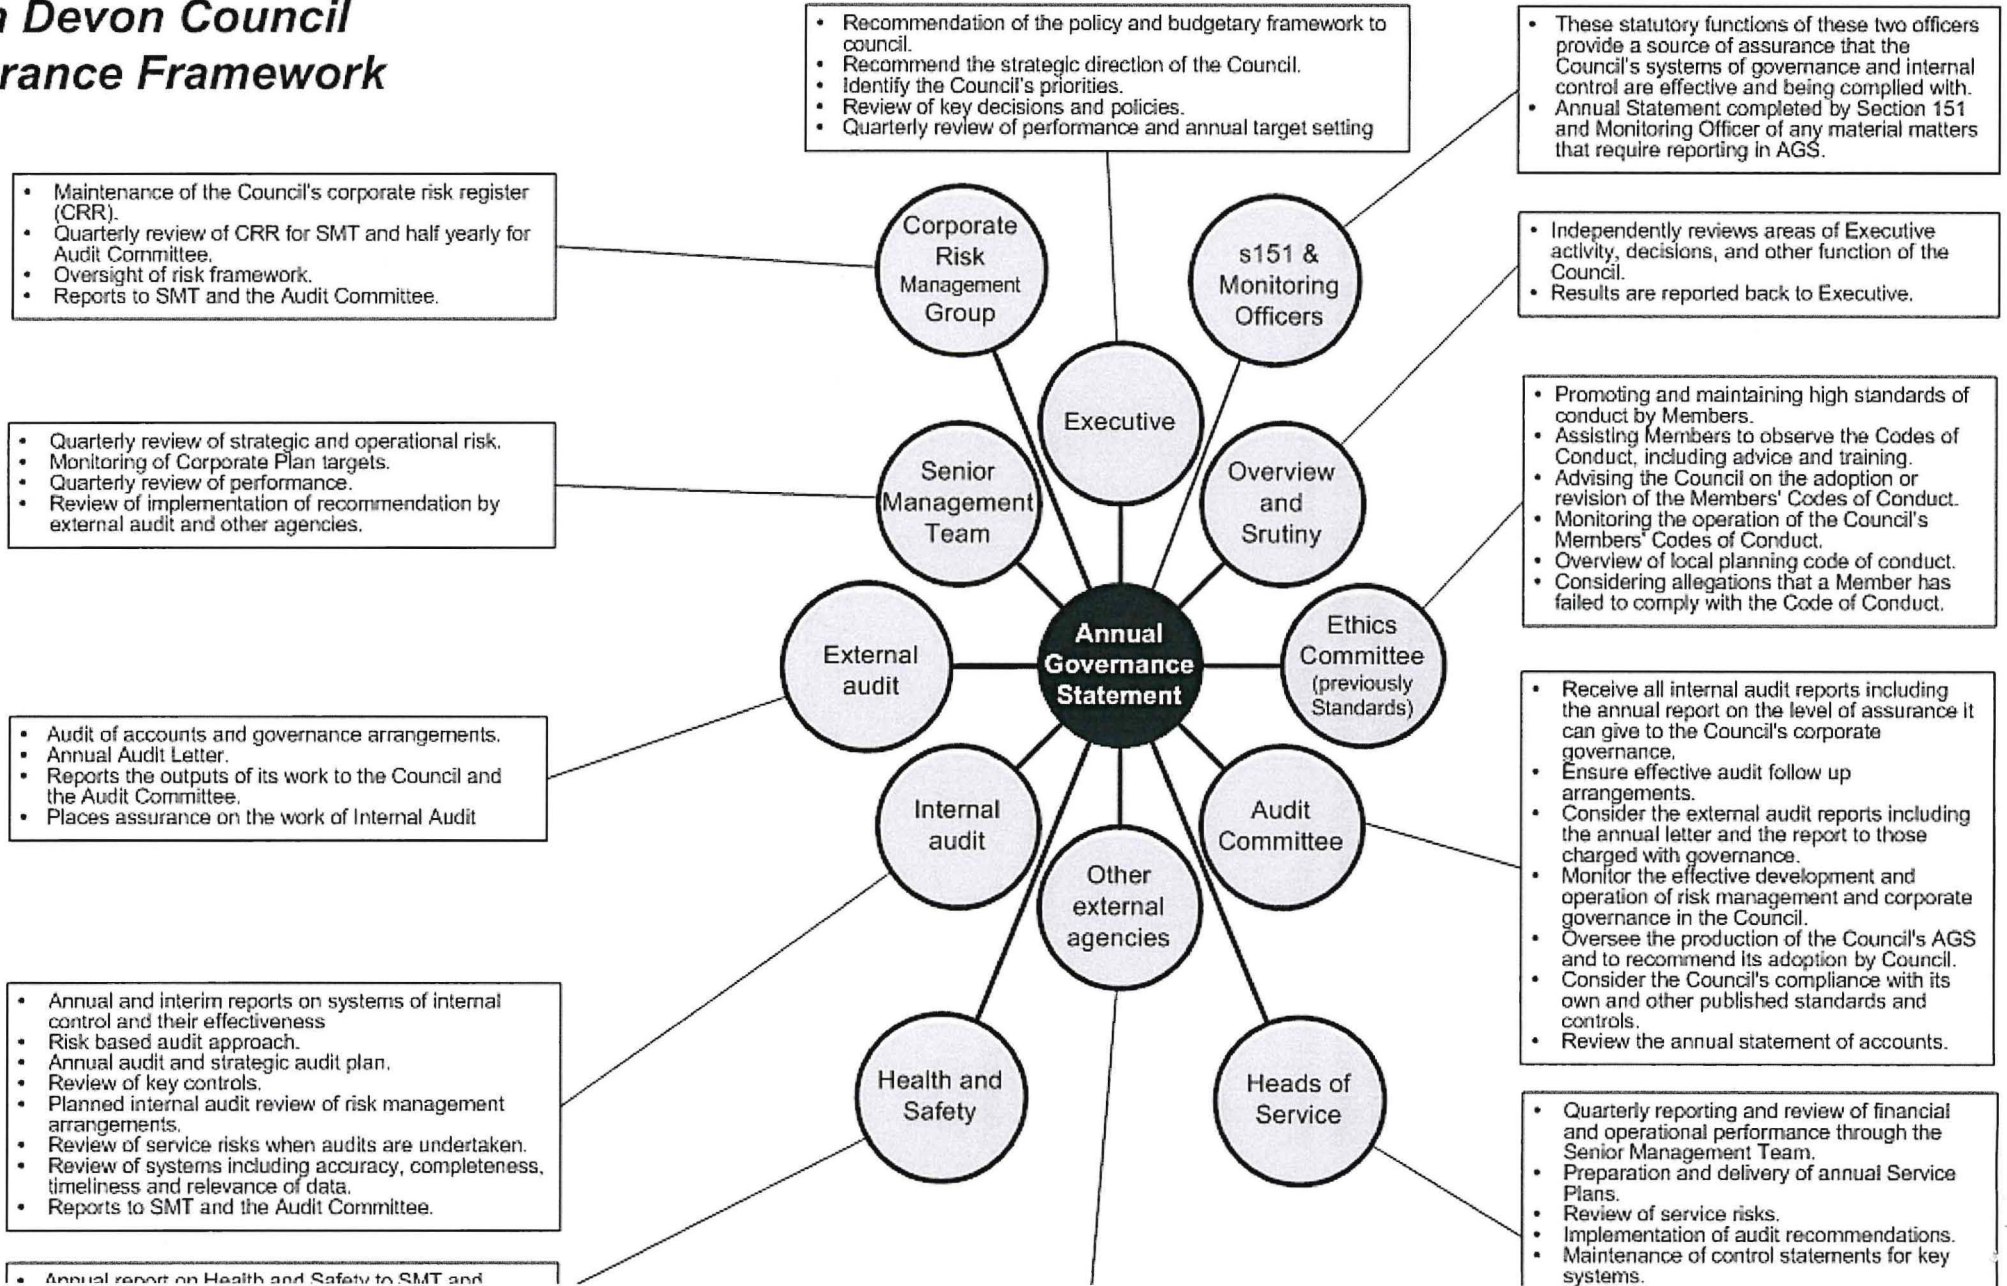 Devon Council
rance Framework
• Recommendation of the policy and budgetary framework to
council.
• Recommend the strategic direction of the Council.
• Identify the Council's priorities.
• Review of key decisions and policies.
• Quarterly review of performance and annual target setting
• These statutory functions of these two officers
provide a source of assurance that the
Council's systems of governance and internal
control are effective and being complied with.
• Annual Statement completed by Section 151
and Monitoring Officer of any material matters
that require reporting in AGS.
• Maintenance of the Council's corporate risk register
(CRR).
• Quarterly review of CRR for SMT and half yearly for
Audit Committee.
• Oversight of risk framework.
• Reports to SMT and the Audit Committee.
Corporate
Risk
Management
Group
s151 &
Monitoring
Officers
• Independently reviews areas of Executive
activity, decisions, and other function of the
Council.
• Results are reported back to Executive.
Executive
• Quarterly review of strategic and operational risk.
• Monitoring of Corporate Plan targets.
• Quarterly review of performance.
• Review of implementation of recommendation by
external audit and other agencies.
Senior
Management
Team
Overview
and
Srutiny
• Promoting and maintaining high standards of
conduct by Members.
• Assisting Members to observe the Codes of
Conduct, including advice and training.
• Advising the Council on the adoption or
revision of the Members' Codes of Conduct.
• Monitoring the operation of the Council's
Members' Codes of Conduct.
• Overview of local planning code of conduct.
• Considering allegations that a Member has
failed to comply with the Code of Conduct.
External
audit
Annual
Governance
Statement
Ethics
Committee
(previously
Standards)
• Audit of accounts and governance arrangements.
• Annual Audit Letter.
• Reports the outputs of its work to the Council and
the Audit Committee.
• Places assurance on the work of Internal Audit
Internal
audit
Other
external
agencies
Audit
Committee
• Receive all internal audit reports including
the annual report on the level of assurance it
can give to the Council's corporate
governance.
• Ensure effective audit follow up
arrangements.
• Consider the external audit reports including
the annual letter and the report to those
charged with governance.
• Monitor the effective development and
operation of risk management and corporate
governance in the Council.
• Oversee the production of the Council's AGS
and to recommend its adoption by Council.
• Consider the Council's compliance with its
own and other published standards and
controls.
• Review the annual statement of accounts.
• Annual and interim reports on systems of internal
control and their effectiveness
• Risk based audit approach.
• Annual audit and strategic audit plan.
• Review of key controls.
• Planned internal audit review of risk management
arrangements.
• Review of service risks when audits are undertaken.
• Review of systems including accuracy, completeness,
timeliness and relevance of data.
• Reports to SMT and the Audit Committee.
Health and
Safety
Heads of
Service
• Quarterly reporting and review of financial
and operational performance through the
Senior Management Team.
• Preparation and delivery of annual Service
Plans.
• Review of service risks.
• Implementation of audit recommendations.
• Maintenance of control statements for key
systems.
• Annual report on Health and Safety to SMT and